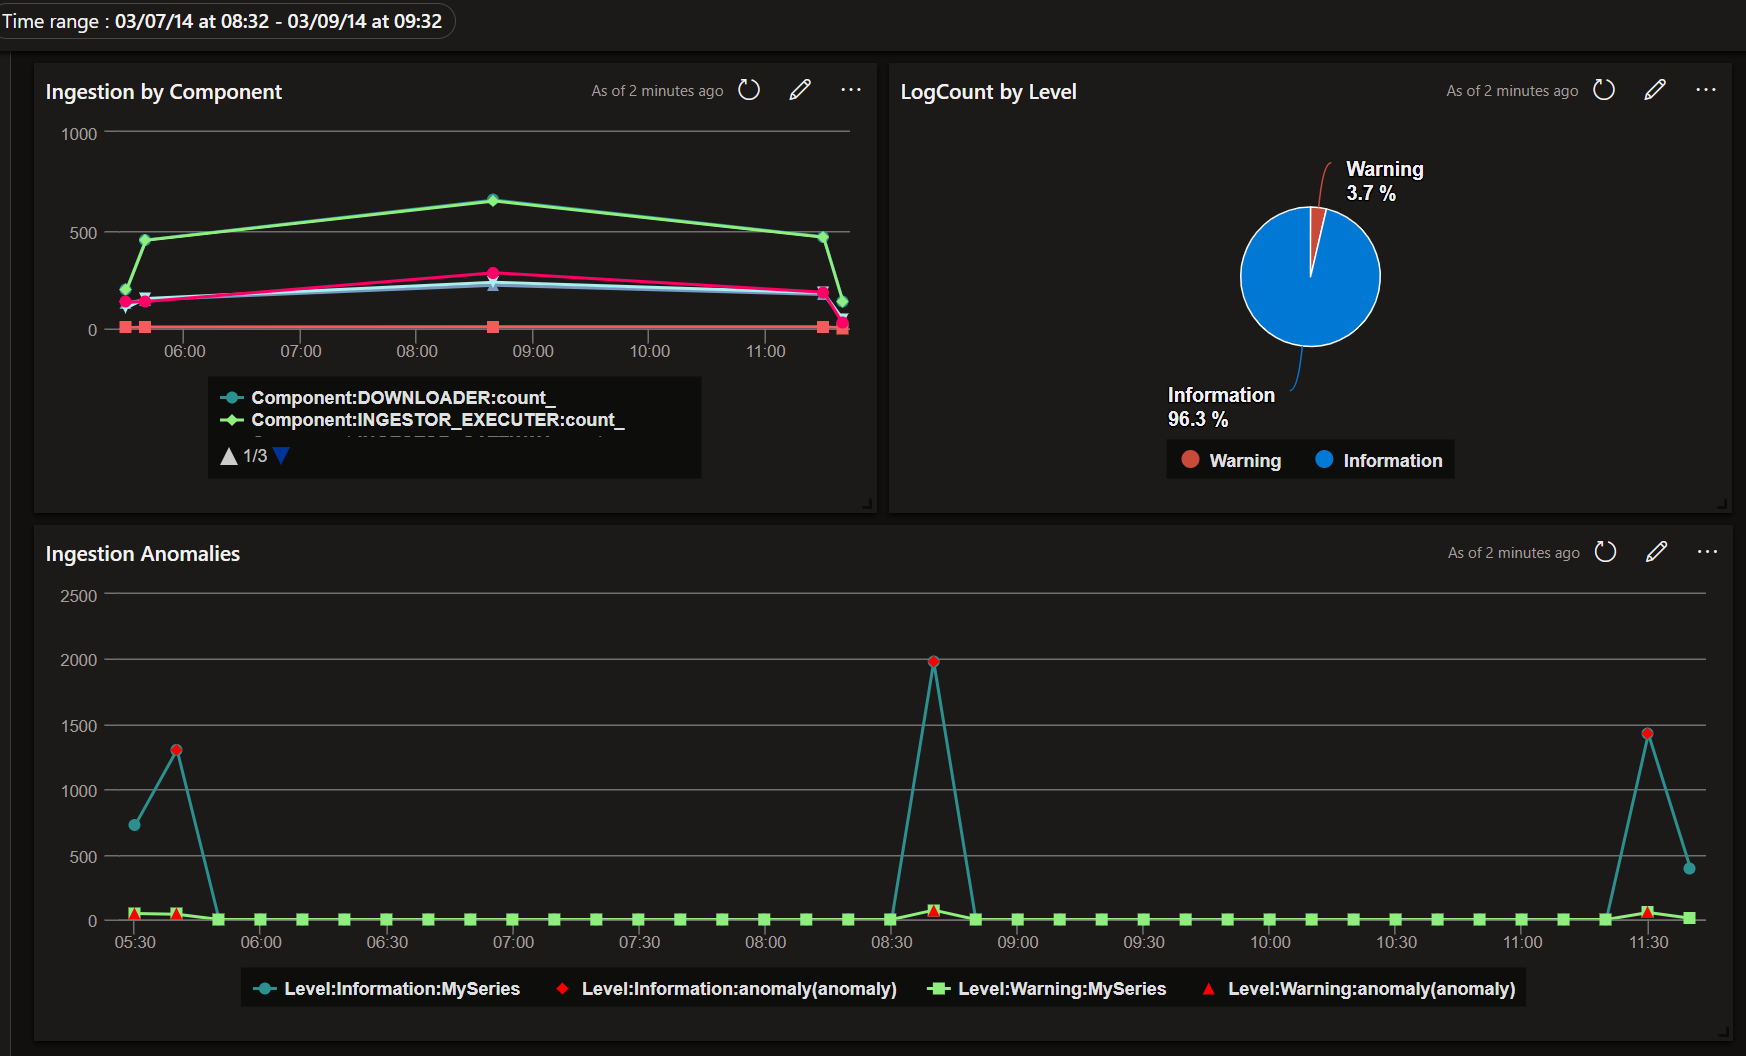 Time range : 03/07/14 at 08:32 - 03/09/14 at 09:32
Ingestion by Component
As of 2 minutes ago
1000
500
0
06:00 07:00 08:00 09:00 10:00 11:00
Component:DOWNLOADER:count_
Component:INGESTOR_EXECUTER:count_
1/3
LogCount by Level
As of 2 minutes ago
Warning
3.7 %
Information
96.3 %
Warning Information
Ingestion Anomalies
As of 2 minutes ago
2500
2000
1500
1000
500
0
05:30 06:00 06:30 07:00 07:30 08:00 08:30 09:00 09:30 10:00 10:30 11:00 11:30
Level:Information:MySeries Level:Information:anomaly(anomaly) Level:Warning:MySeries Level:Warning:anomaly(anomaly)